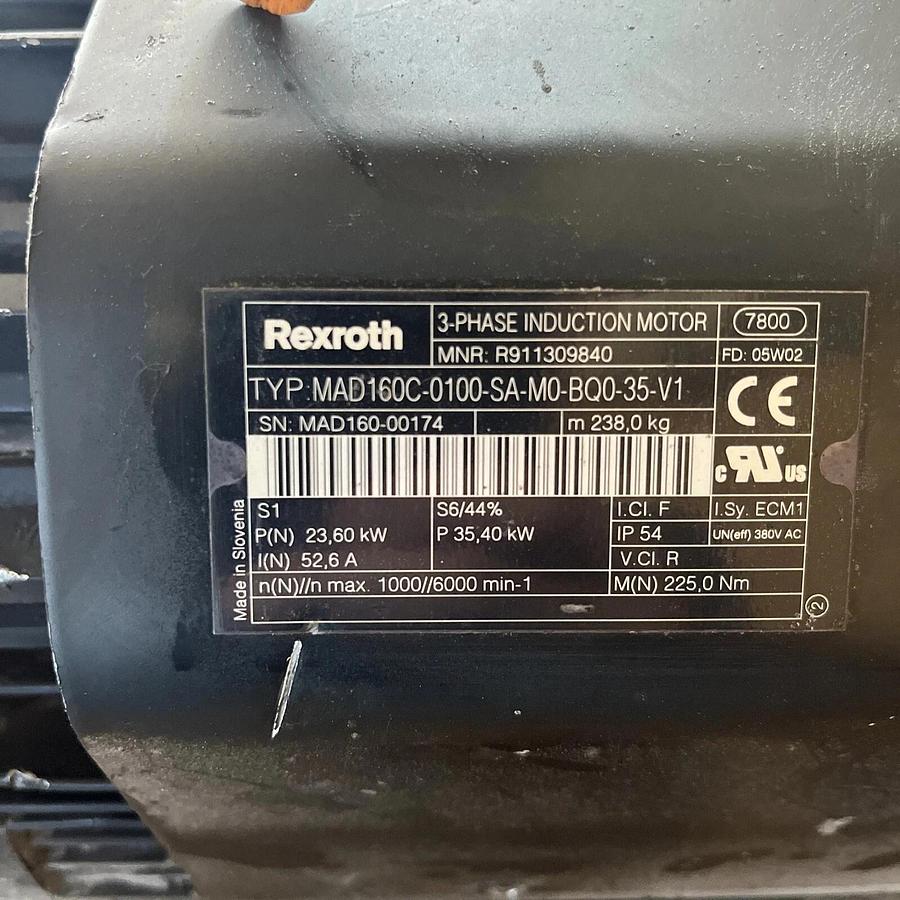 Rexroth
3-PHASE INDUCTION MOTOR
7800
MNR: R911309840
FD: 05W02
TYP:MAD160C-0100-SA-M0-BQ0-35-V1
CE
SN: MAD160-00174
m 238,0 kg
c RU US
Made in Slovenia
S1
S6/44%
I.Cl. F
I.Sy. ECM1
P(N) 23,60 kW
P 35,40 kW
IP 54
UN(eff) 380V AC
I(N) 52,6 A
V.Cl. R
n(N)//n max. 1000//6000 min-1
M(N) 225,0 Nm
2